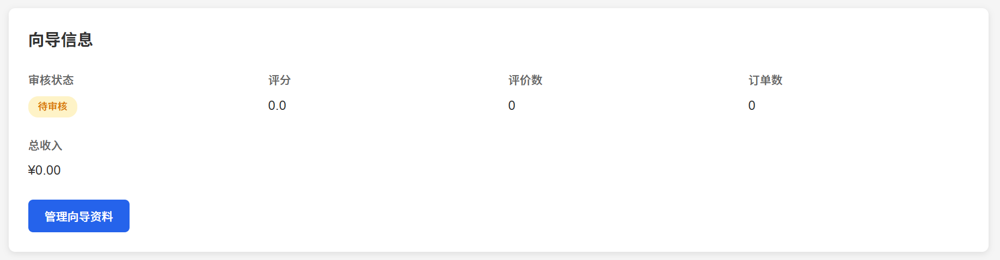 向导信息
审核状态 评分 评价数 订单数
待审核 0.0 0 0
总收入
¥0.00
管理向导资料